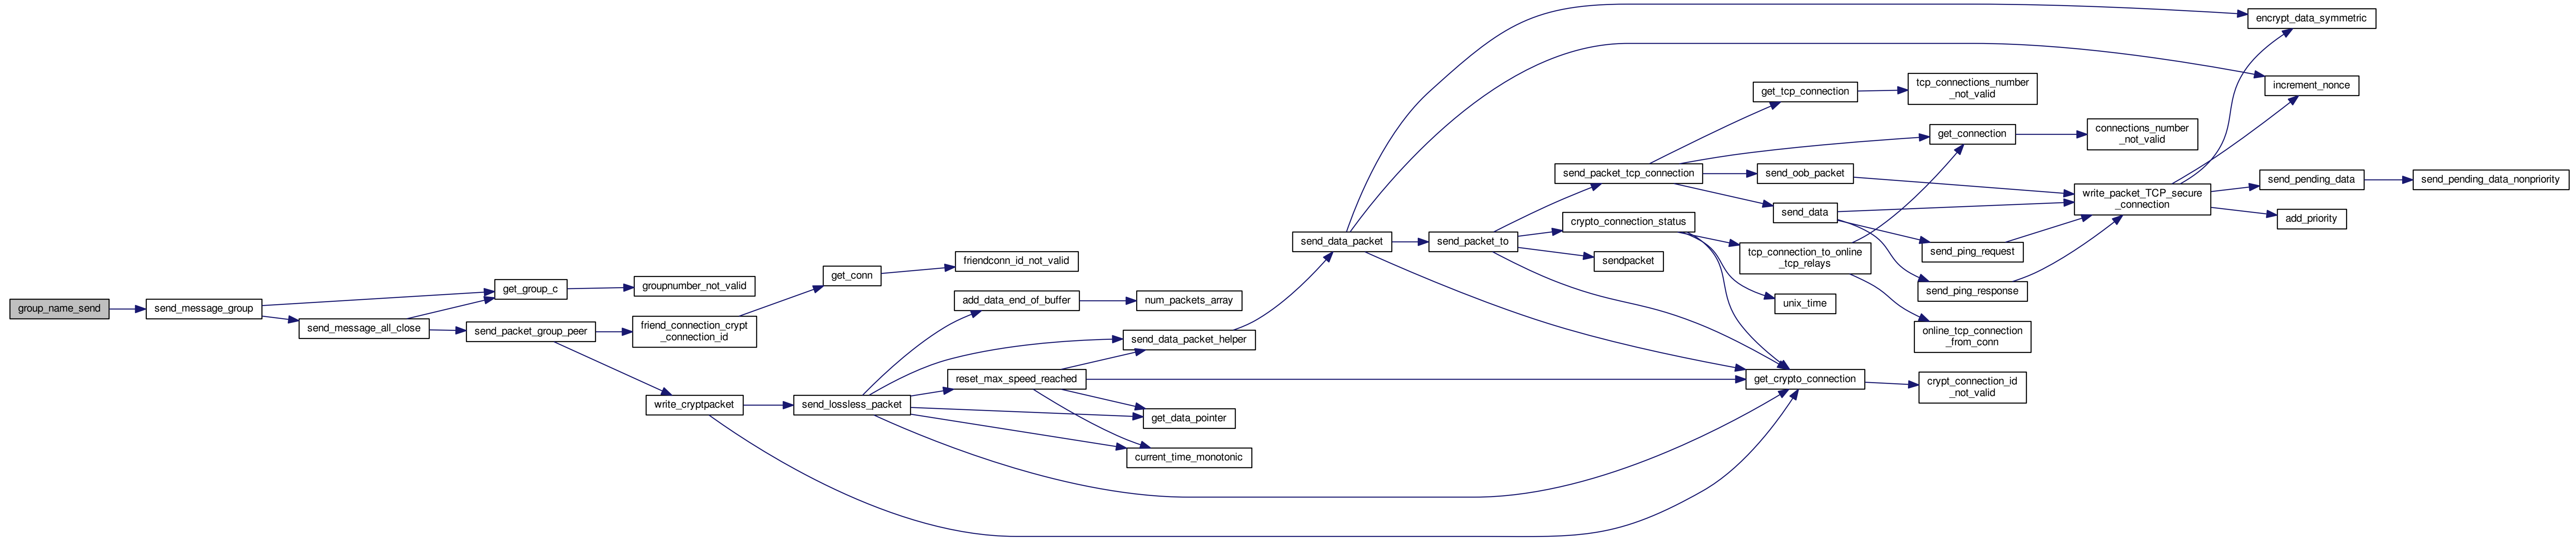 group_name_send
send_message_group
get_group_c
send_message_all_close
groupnumber_not_valid
send_packet_group_peer
friend_connection_crypt
_connection_id
write_cryptpacket
get_conn
friendconn_id_not_valid
send_lossless_packet
add_data_end_of_buffer
num_packets_array
send_data_packet_helper
reset_max_speed_reached
get_data_pointer
current_time_monotonic
send_data_packet
send_packet_to
send_packet_tcp_connection
crypto_connection_status
sendpacket
get_tcp_connection
tcp_connections_number
_not_valid
get_connection
connections_number
_not_valid
send_oob_packet
send_data
tcp_connection_to_online
_tcp_relays
unix_time
send_ping_request
send_ping_response
online_tcp_connection
_from_conn
get_crypto_connection
crypt_connection_id
_not_valid
write_packet_TCP_secure
_connection
encrypt_data_symmetric
increment_nonce
send_pending_data
send_pending_data_nonpriority
add_priority